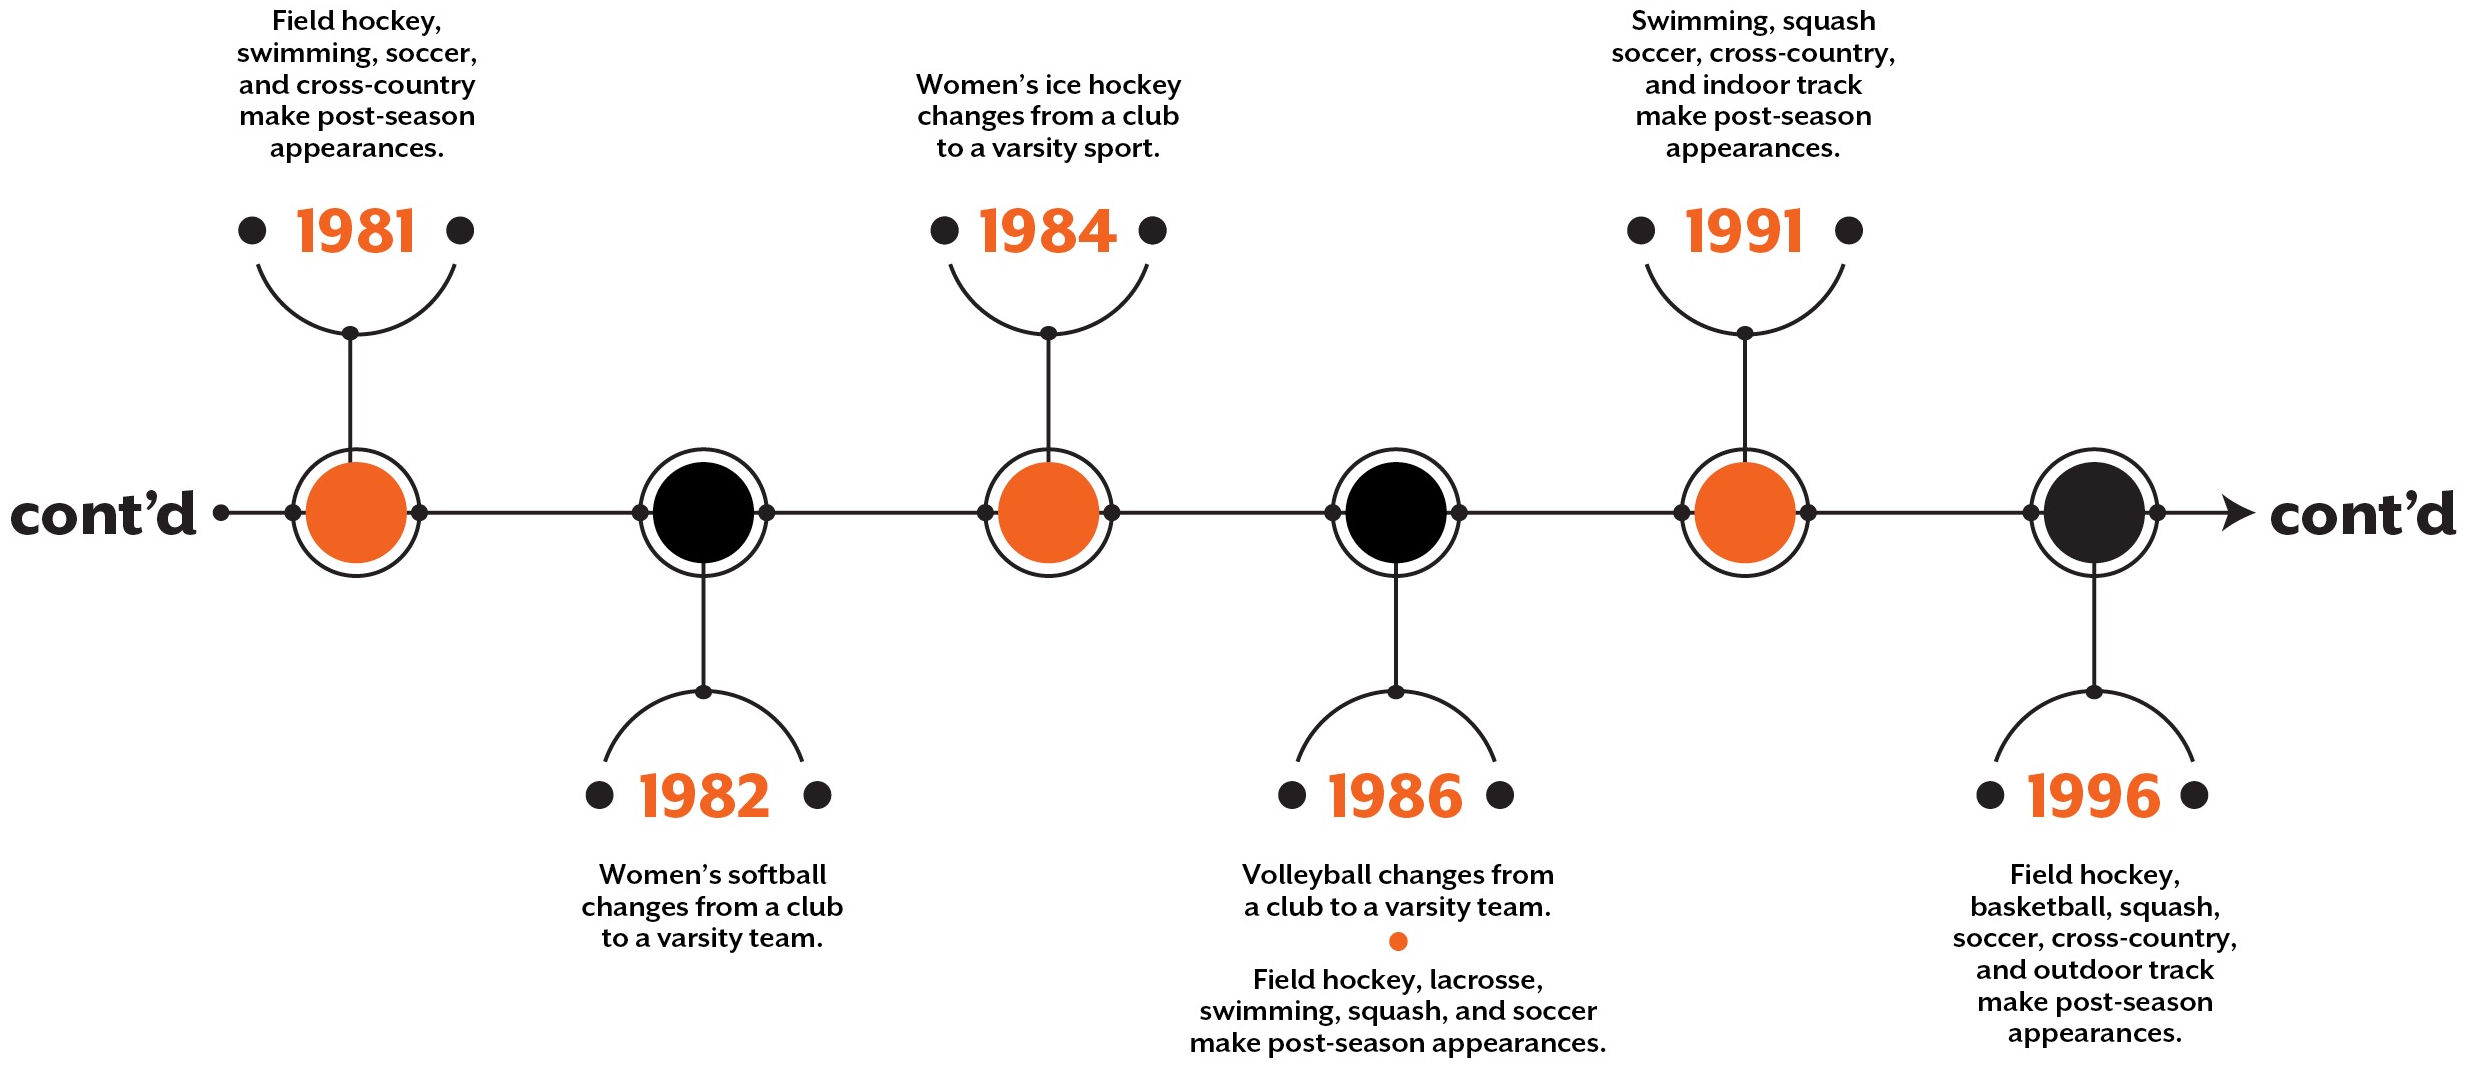 Field hockey,
swimming, soccer,
and cross-country
make post-season
appearances.
1981
Women’s ice hockey
changes from a club
to a varsity sport.
1984
Swimming, squash
soccer, cross-country,
and indoor track
make post-season
appearances.
1991
cont’d
cont’d
1982
Women’s softball
changes from a club
to a varsity team.
1986
Volleyball changes from
a club to a varsity team.
Field hockey, lacrosse,
swimming, squash, and soccer
make post-season appearances.
1996
Field hockey,
basketball, squash,
soccer, cross-country,
and outdoor track
make post-season
appearances.